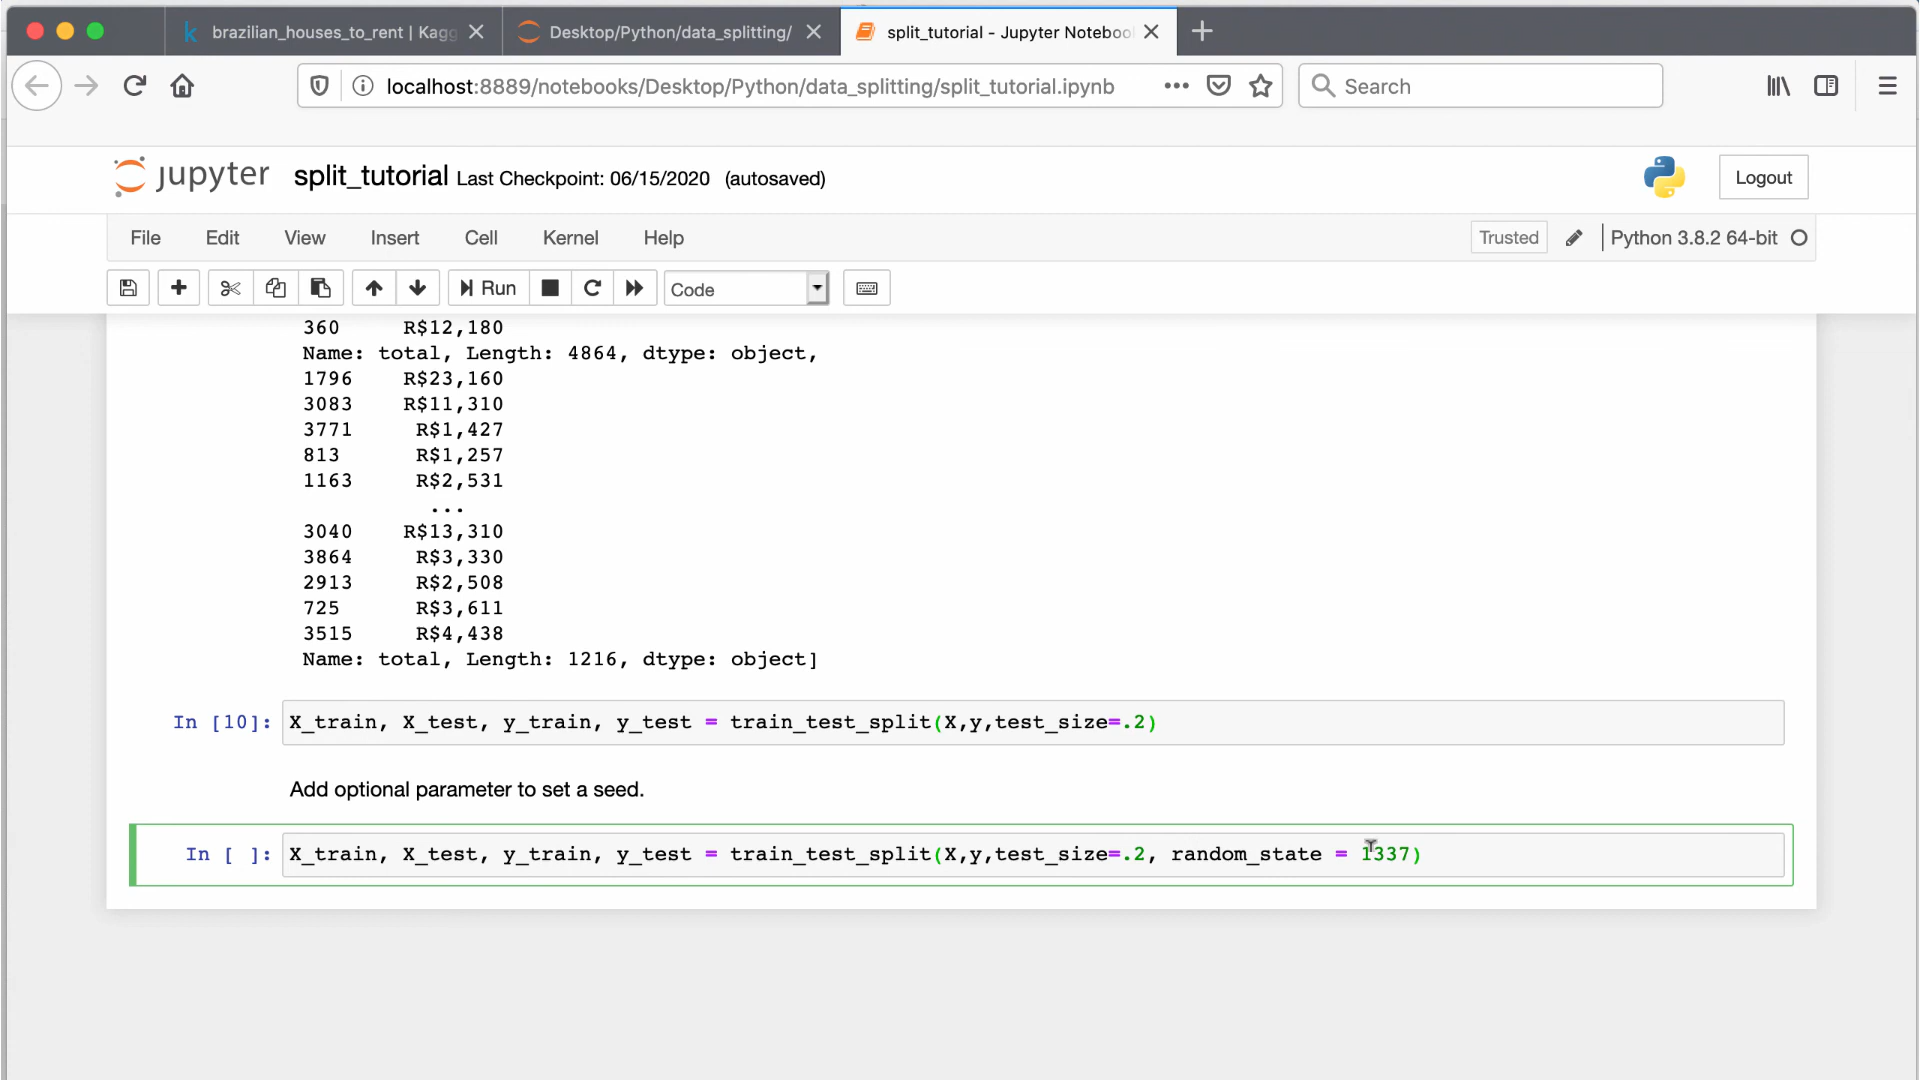 brazilian_houses_to_rent | Kagg
Desktop/Python/data_splitting/
split_tutorial - Jupyter Noteboo
localhost:8889/notebooks/Desktop/Python/data_splitting/split_tutorial.ipynb
Search
jupyter
split_tutorial Last Checkpoint: 06/15/2020 (autosaved)
Logout
File Edit View Insert Cell Kernel Help
Trusted
Python 3.8.2 64-bit
Run
Code
360 R$12,180
Name: total, Length: 4864, dtype: object,
1796 R$23,160
3083 R$11,310
3771 R$1,427
813 R$1,257
1163 R$2,531
...
3040 R$13,310
3864 R$3,330
2913 R$2,508
725 R$3,611
3515 R$4,438
Name: total, Length: 1216, dtype: object]
In [10]: X_train, X_test, y_train, y_test = train_test_split(X,y,test_size=.2)
Add optional parameter to set a seed.
In [ ]: X_train, X_test, y_train, y_test = train_test_split(X,y,test_size=.2, random_state = 1337)